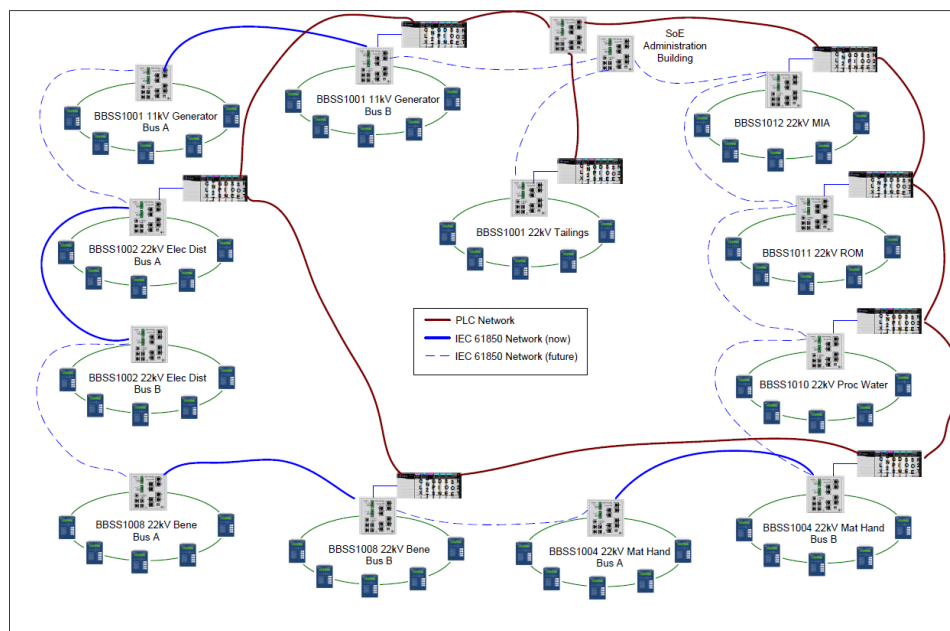 SoE
Administration
Building
BBSS1001 11kV Generator
Bus A
BBSS1001 11kV Generator
Bus B
BBSS1012 22kV MIA
BBSS1002 22kV Elec Dist
Bus A
BBSS1001 22kV Tailings
BBSS1011 22kV ROM
PLC Network
IEC 61850 Network (now)
IEC 61850 Network (future)
BBSS1002 22kV Elec Dist
Bus B
BBSS1010 22kV Proc Water
BBSS1008 22kV Bene
Bus A
BBSS1008 22kV Bene
Bus B
BBSS1004 22kV Mat Hand
Bus A
BBSS1004 22kV Mat Hand
Bus B